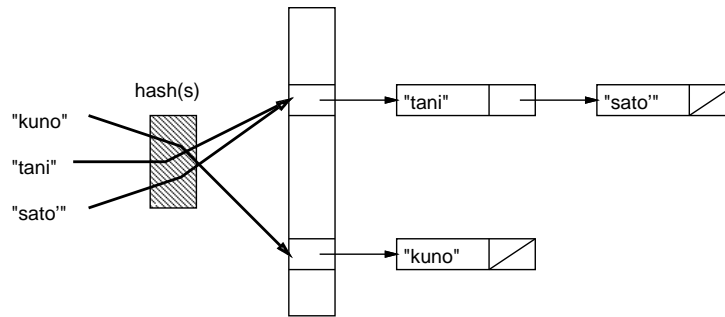 hash(s)
"kuno"
"tani"
"sato’"
"tani"
"sato’"
"kuno"